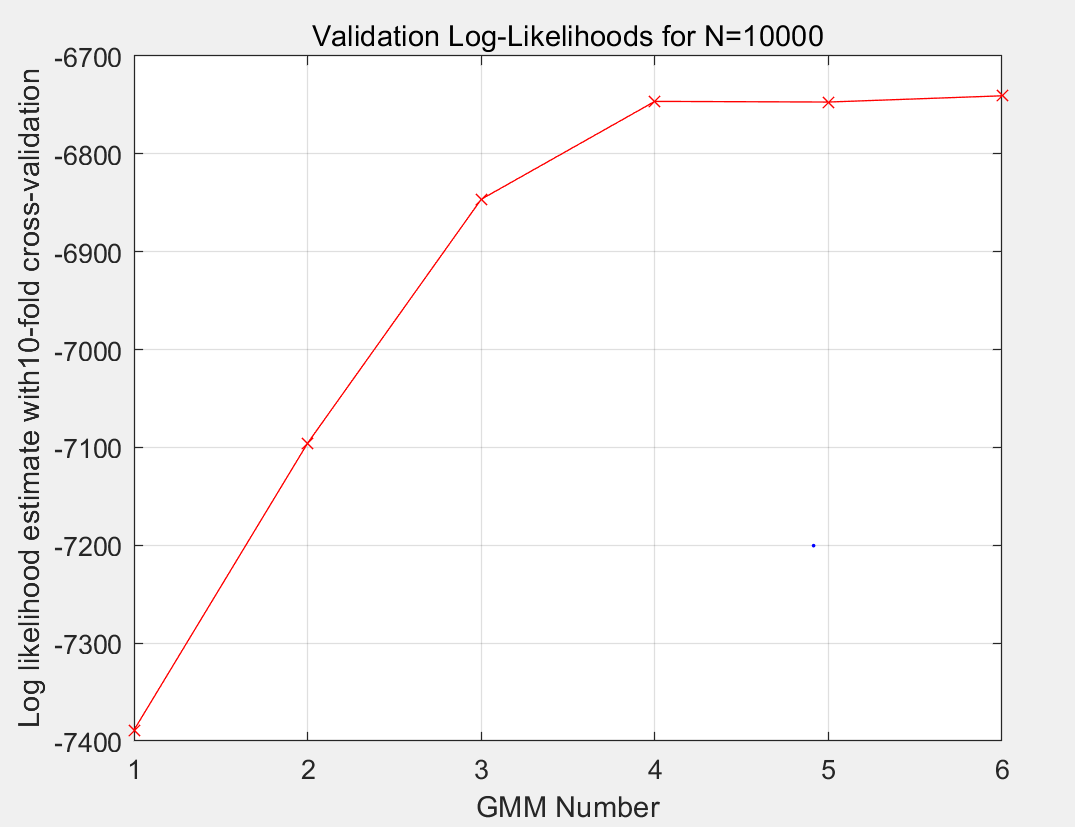 Validation Log-Likelihoods for N=10000
Log likelihood estimate with10-fold cross-validation
-6700
-6800
-6900
-7000
-7100
-7200
-7300
-7400
1 2 3 4 5 6
GMM Number